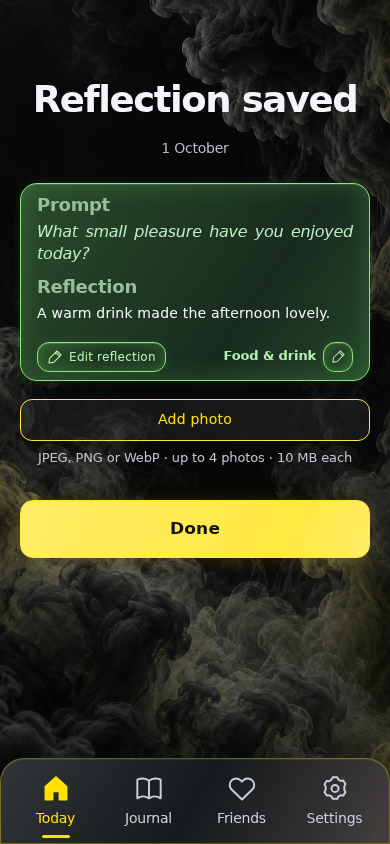 Reflection saved
1 October
Prompt
What small pleasure have you enjoyed
today?
Reflection
A warm drink made the afternoon lovely.
Edit reflection
Food & drink
Add photo
JPEG, PNG or WebP · up to 4 photos · 10 MB each
Done
Today
Journal
Friends
Settings